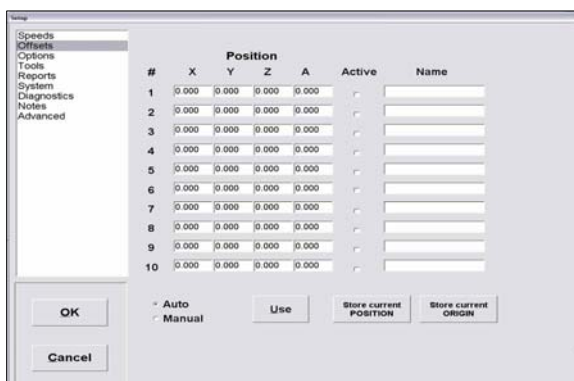 Setup
Speeds
Offsets
Options
Tools
Reports
System
Diagnostics
Notes
Advanced
Position
# X Y Z A Active Name
1 0.000 0.000 0.000 0.000
2 0.000 0.000 0.000 0.000
3 0.000 0.000 0.000 0.000
4 0.000 0.000 0.000 0.000
5 0.000 0.000 0.000 0.000
6 0.000 0.000 0.000 0.000
7 0.000 0.000 0.000 0.000
8 0.000 0.000 0.000 0.000
9 0.000 0.000 0.000 0.000
10 0.000 0.000 0.000 0.000
Auto
Manual
Use
Store current
POSITION
Store current
ORIGIN
OK
Cancel